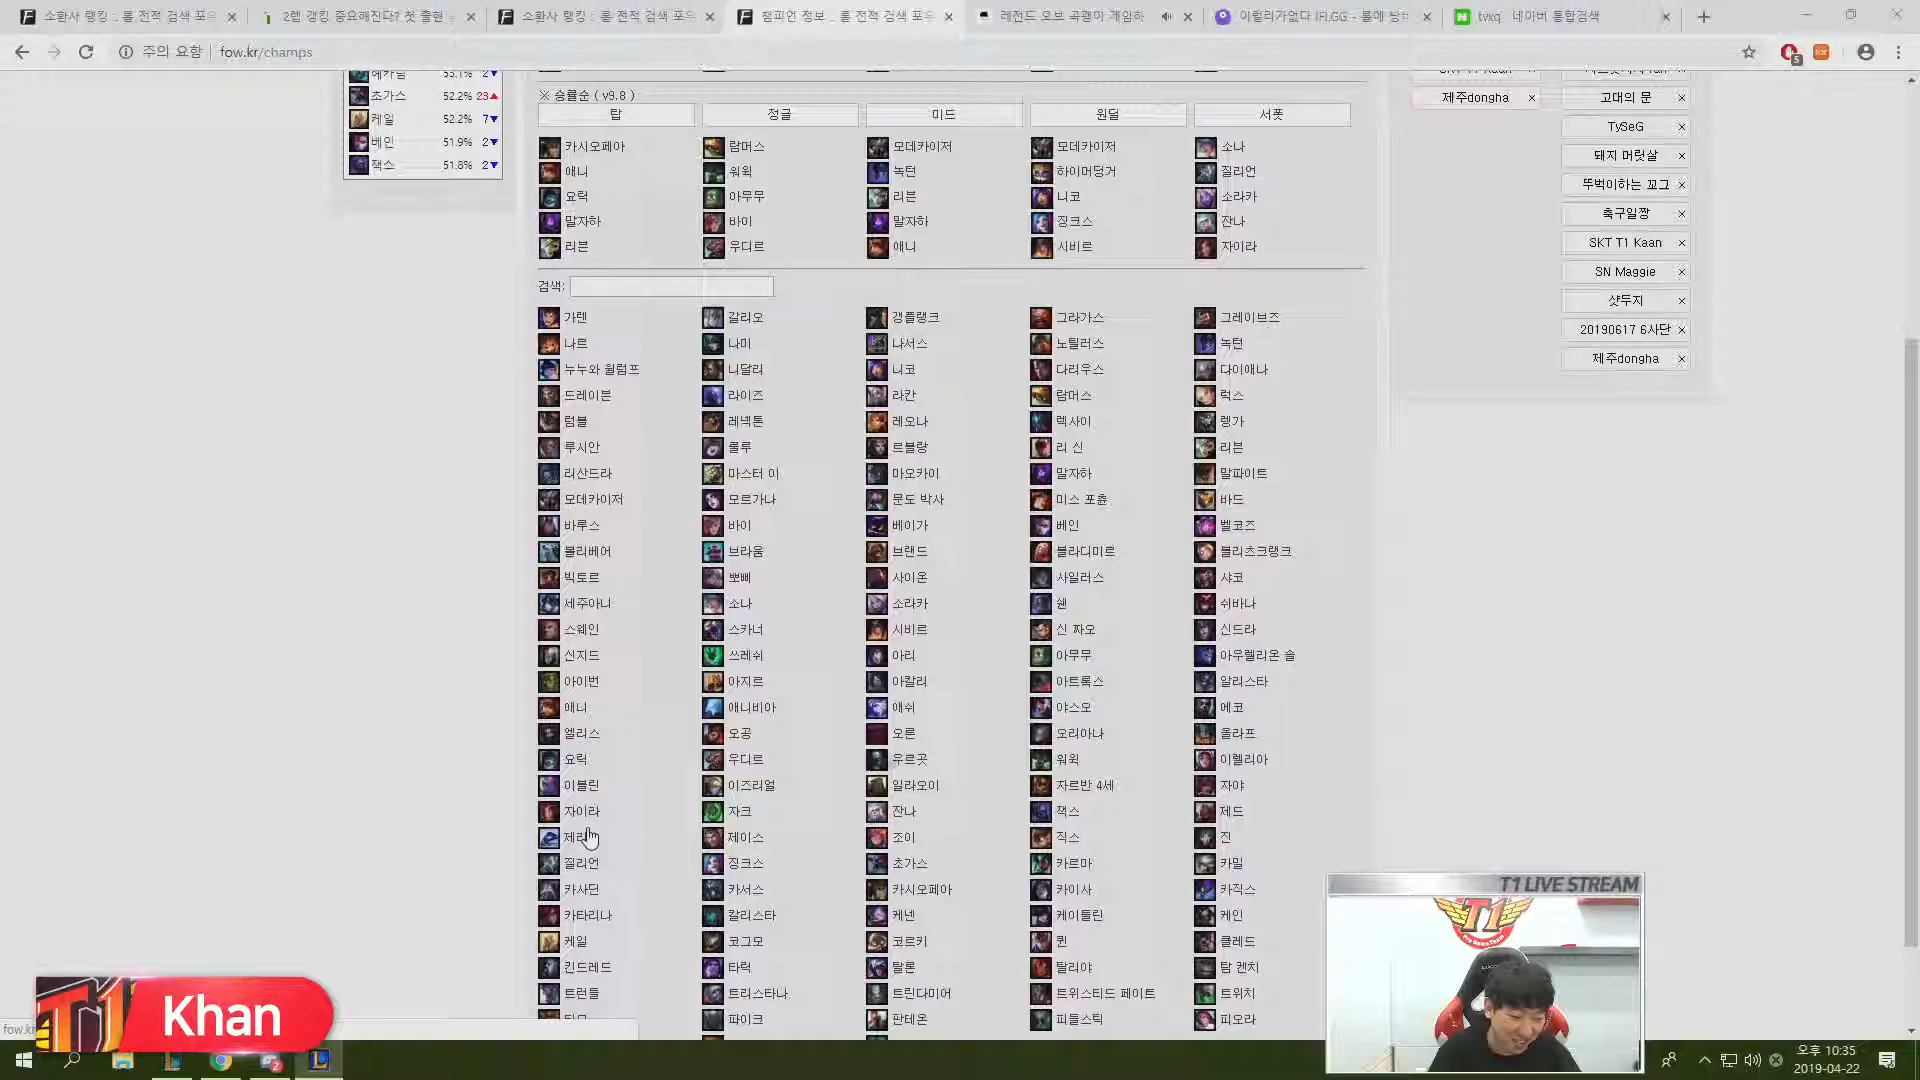 소환사 랭킹 :: 롤 전적 검색 포우
2렙 갱킹 중요해진다? 첫 출현
소환사 랭킹 :: 롤 전적 검색 포우
챔피언 정보 :: 롤 전적 검색 포우
레전드 오브 곡괭이 게임하
tvxq : 네이버 통합검색
주의 요함 fow.kr/champs
53.1% 2▼
초가스 52.2% 23▲
케일 52.2% 7▼
베인 51.9% 2▼
잭스 51.8% 2▼
※ 승률순 ( v9.8 )
탑 정글 미드 원딜 서폿
카시오페아 람머스 모데카이저 모데카이저 소나
애니 워윅 녹턴 하이머딩거 질리언
요릭 아무무 리븐 니코 소라카
말자하 바이 말자하 징크스 잔나
리븐 우디르 애니 시비르 자이라
검색:
가렌 갈리오 갱플랭크 그라가스 그레이브즈
나르 나미 나서스 노틸러스 녹턴
누누와 윌럼프 니달리 니코 다리우스 다이애나
드레이븐 라이즈 라칸 람머스 럭스
럼블 레넥톤 레오나 렉사이 렝가
루시안 룰루 르블랑 리 신 리븐
리산드라 마스터 이 마오카이 말자하 말파이트
모데카이저 모르가나 문도 박사 미스 포츈 바드
바루스 바이 베이가 베인 벨코즈
볼리베어 브라움 브랜드 블라디미르 블리츠크랭크
빅토르 뽀삐 사이온 사일러스 샤코
세주아니 소나 소라카 쉔 쉬바나
스웨인 스카너 시비르 신 짜오 신드라
신지드 쓰레쉬 아리 아무무 아우렐리온 솔
아이번 아지르 아칼리 아트록스 알리스타
애니 애니비아 애쉬 야스오 에코
엘리스 오공 오른 오리아나 올라프
요릭 우디르 우르곳 워윅 이렐리아
이블린 이즈리얼 일라오이 자르반 4세 자야
자이라 자크 잔나 잭스 제드
제라 제이스 조이 직스 진
질리언 징크스 초가스 카르마 카밀
카사딘 카서스 카시오페아 카이사 카직스
카타리나 칼리스타 케넨 케이틀린 케인
케일 코그모 코르키 퀸 클레드
킨드레드 타릭 탈론 탈리야 탐 켄치
트런들 트리스타나 트린다미어 트위스티드 페이트 트위치
파이크 판테온 피들스틱 피오라
제주dongha
고대의 문
TySeG
돼지 머릿살
뚜벅이하는 꼬그
축구일짱
SKT T1 Kaan
SN Maggie
샷두지
20190617 6사단
제주dongha
T1 LIVE STREAM
T1
T1
Khan
fow.kr
오후 10:35
2019-04-22